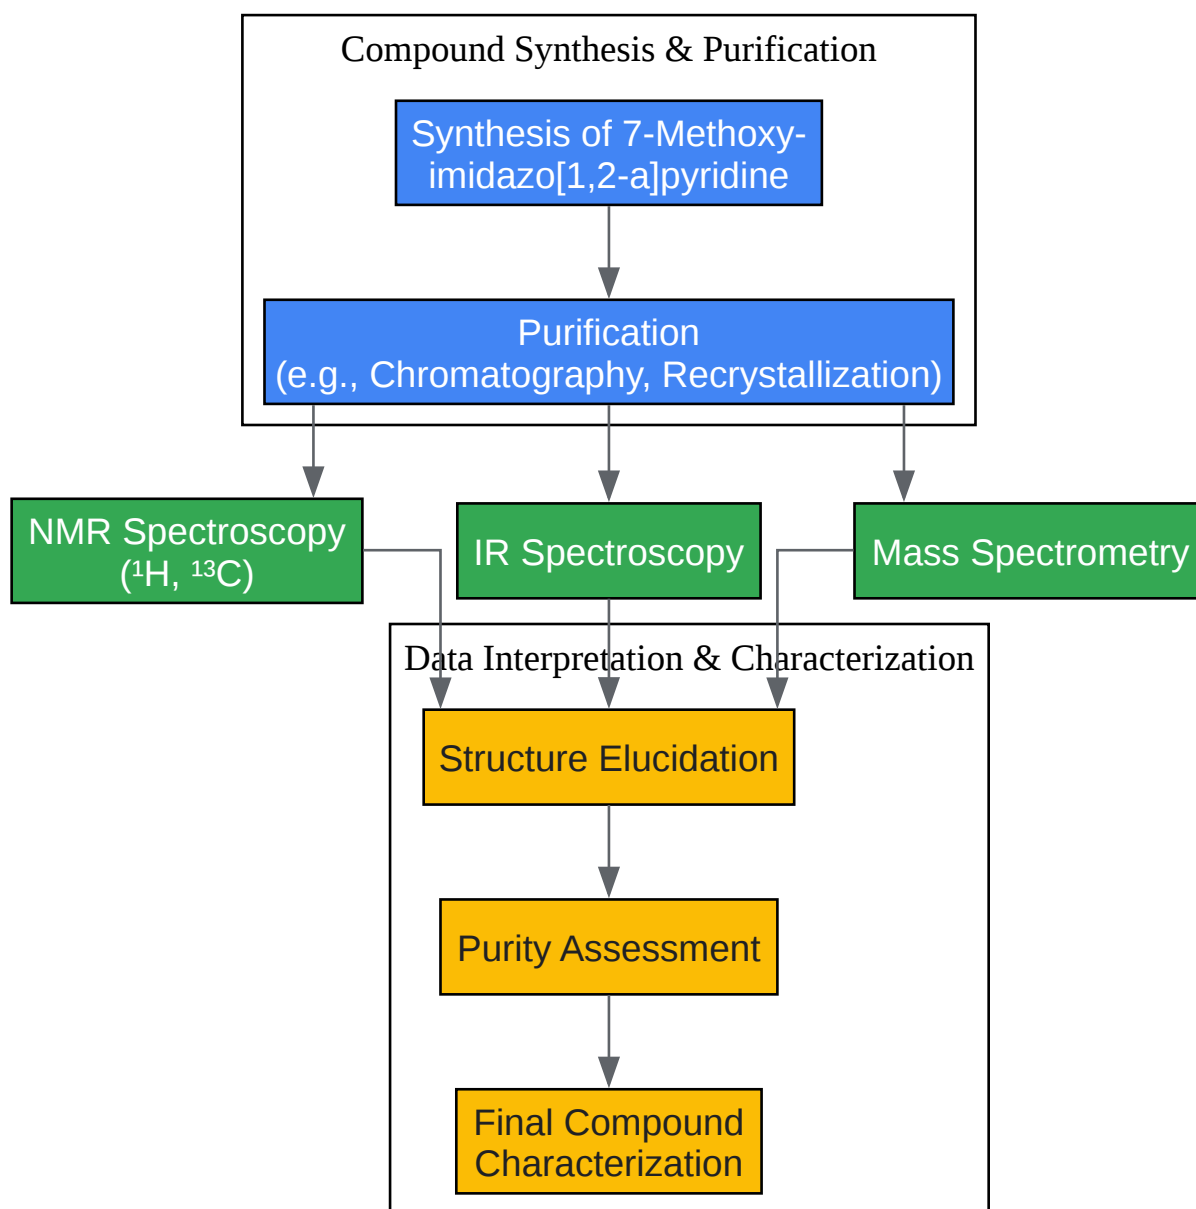 Compound Synthesis & Purification
Synthesis of 7-Methoxy-
imidazo[1,2-a]pyridine
Purification
(e.g., Chromatography, Recrystallization)
NMR Spectroscopy
(¹H, ¹³C)
IR Spectroscopy
Mass Spectrometry
Data Interpretation & Characterization
Structure Elucidation
Purity Assessment
Final Compound
Characterization